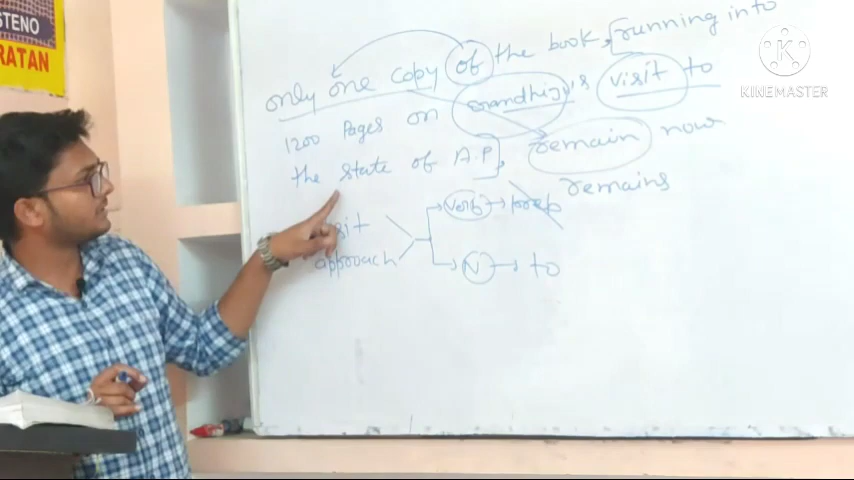 STENO
RATAN
only one copy of the book, running into
1200 Pages on Gandhiji's visit to
the state of A.P, remain now
remains
visit
approach
verb → prep
N → to
KINEMASTER